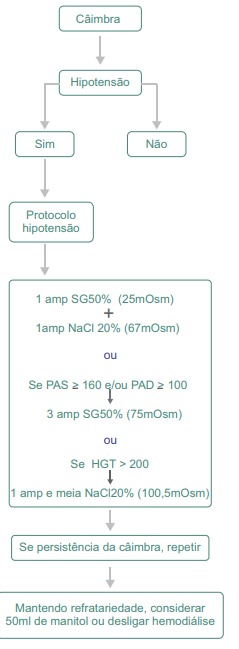 Câimbra
Hipotensão
Sim
Não
Protocolo
hipotensão
1 amp SG50% (25mOsm)
+
1amp NaCl 20% (67mOsm)
ou
Se PAS ≥ 160 e/ou PAD ≥ 100
3 amp SG50% (75mOsm)
ou
Se HGT > 200
1 amp e meia NaCl20% (100,5mOsm)
Se persistência da câimbra, repetir
Mantendo refratariedade, considerar
50ml de manitol ou desligar hemodiálise